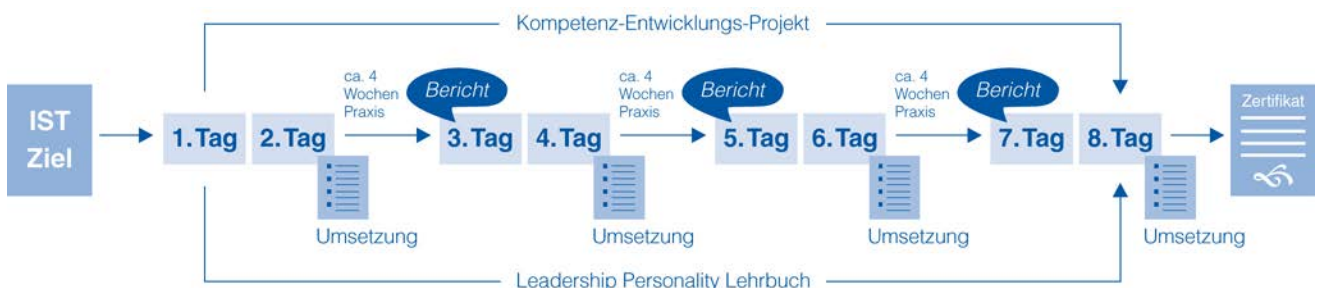 Kompetenz-Entwicklungs-Projekt
IST
Ziel
1. Tag
2. Tag
ca. 4
Wochen
Praxis
Umsetzung
Bericht
3. Tag
4. Tag
ca. 4
Wochen
Praxis
Umsetzung
Bericht
5. Tag
6. Tag
ca. 4
Wochen
Praxis
Umsetzung
Bericht
7. Tag
8. Tag
Umsetzung
Zertifikat
Leadership Personality Lehrbuch